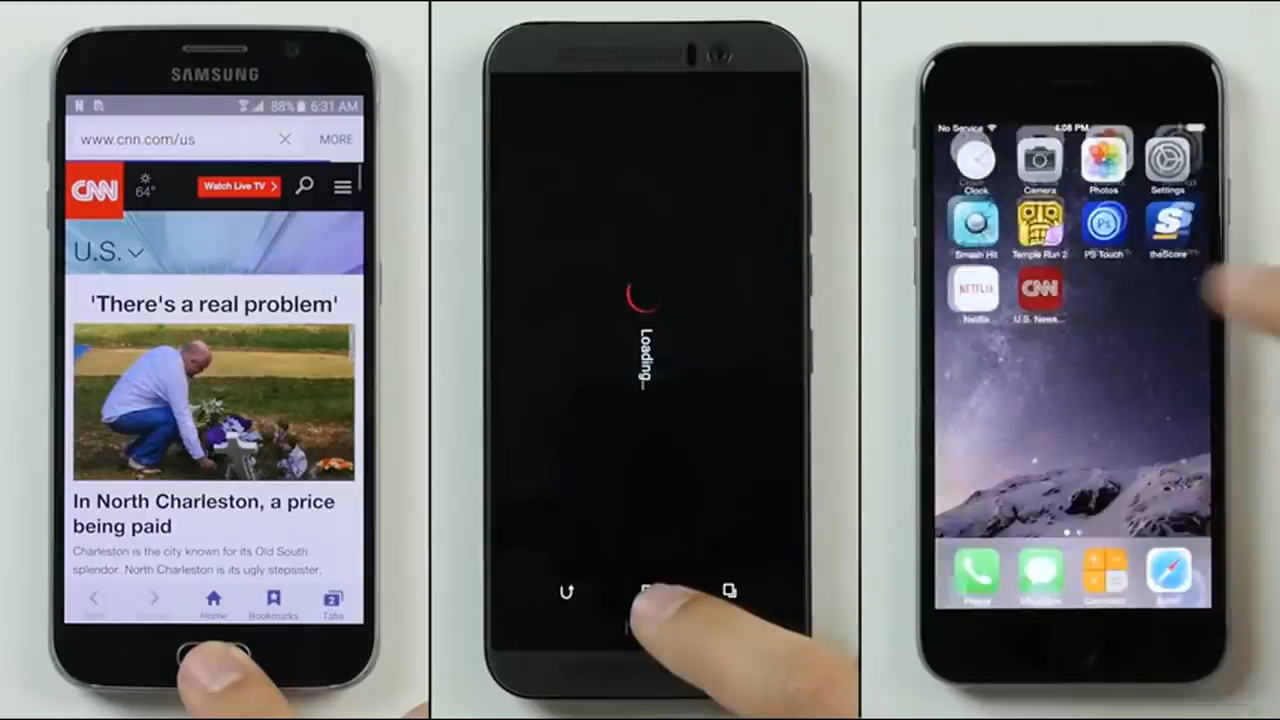 SAMSUNG
88% 6:31 AM
www.cnn.com/us
MORE
CNN
64°
Watch Live TV
U.S.
'There's a real problem'
In North Charleston, a price
being paid
Charleston is the city known for its Old South
splendor. North Charleston is its ugly stepsister,
Home
Bookmarks
2
Tabs
Loading...
No Service
4:08 PM
Clock
Camera
Photos
Settings
Smash Hit
Temple Run 2
Ps
PS Touch
S
theScore
NETFLIX
Netflix
CNN
U.S. News...
Phone